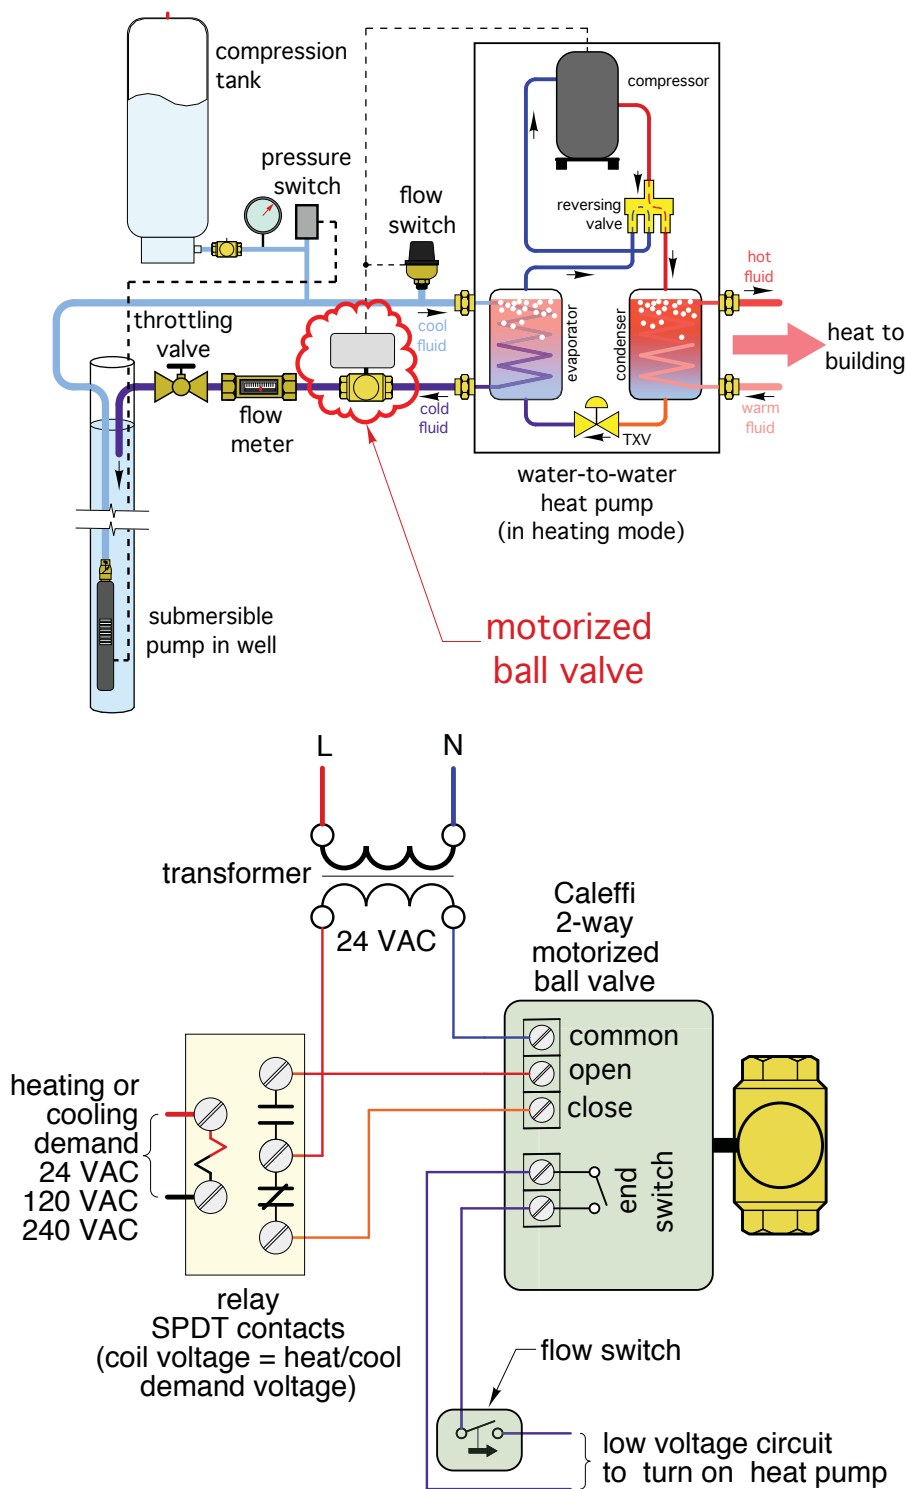 compression
tank
pressure
switch
flow
switch
compressor
reversing
valve
hot
fluid
throttling
valve
cool
fluid
evaporator
condenser
heat to
building
flow
meter
cold
fluid
TXV
warm
fluid
water-to-water
heat pump
(in heating mode)
submersible
pump in well
motorized
ball valve
L
N
transformer
24 VAC
Caleffi
2-way
motorized
ball valve
common
open
close
end
switch
heating or
cooling
demand
24 VAC
120 VAC
240 VAC
relay
SPDT contacts
(coil voltage = heat/cool
demand voltage)
flow switch
low voltage circuit
to turn on heat pump